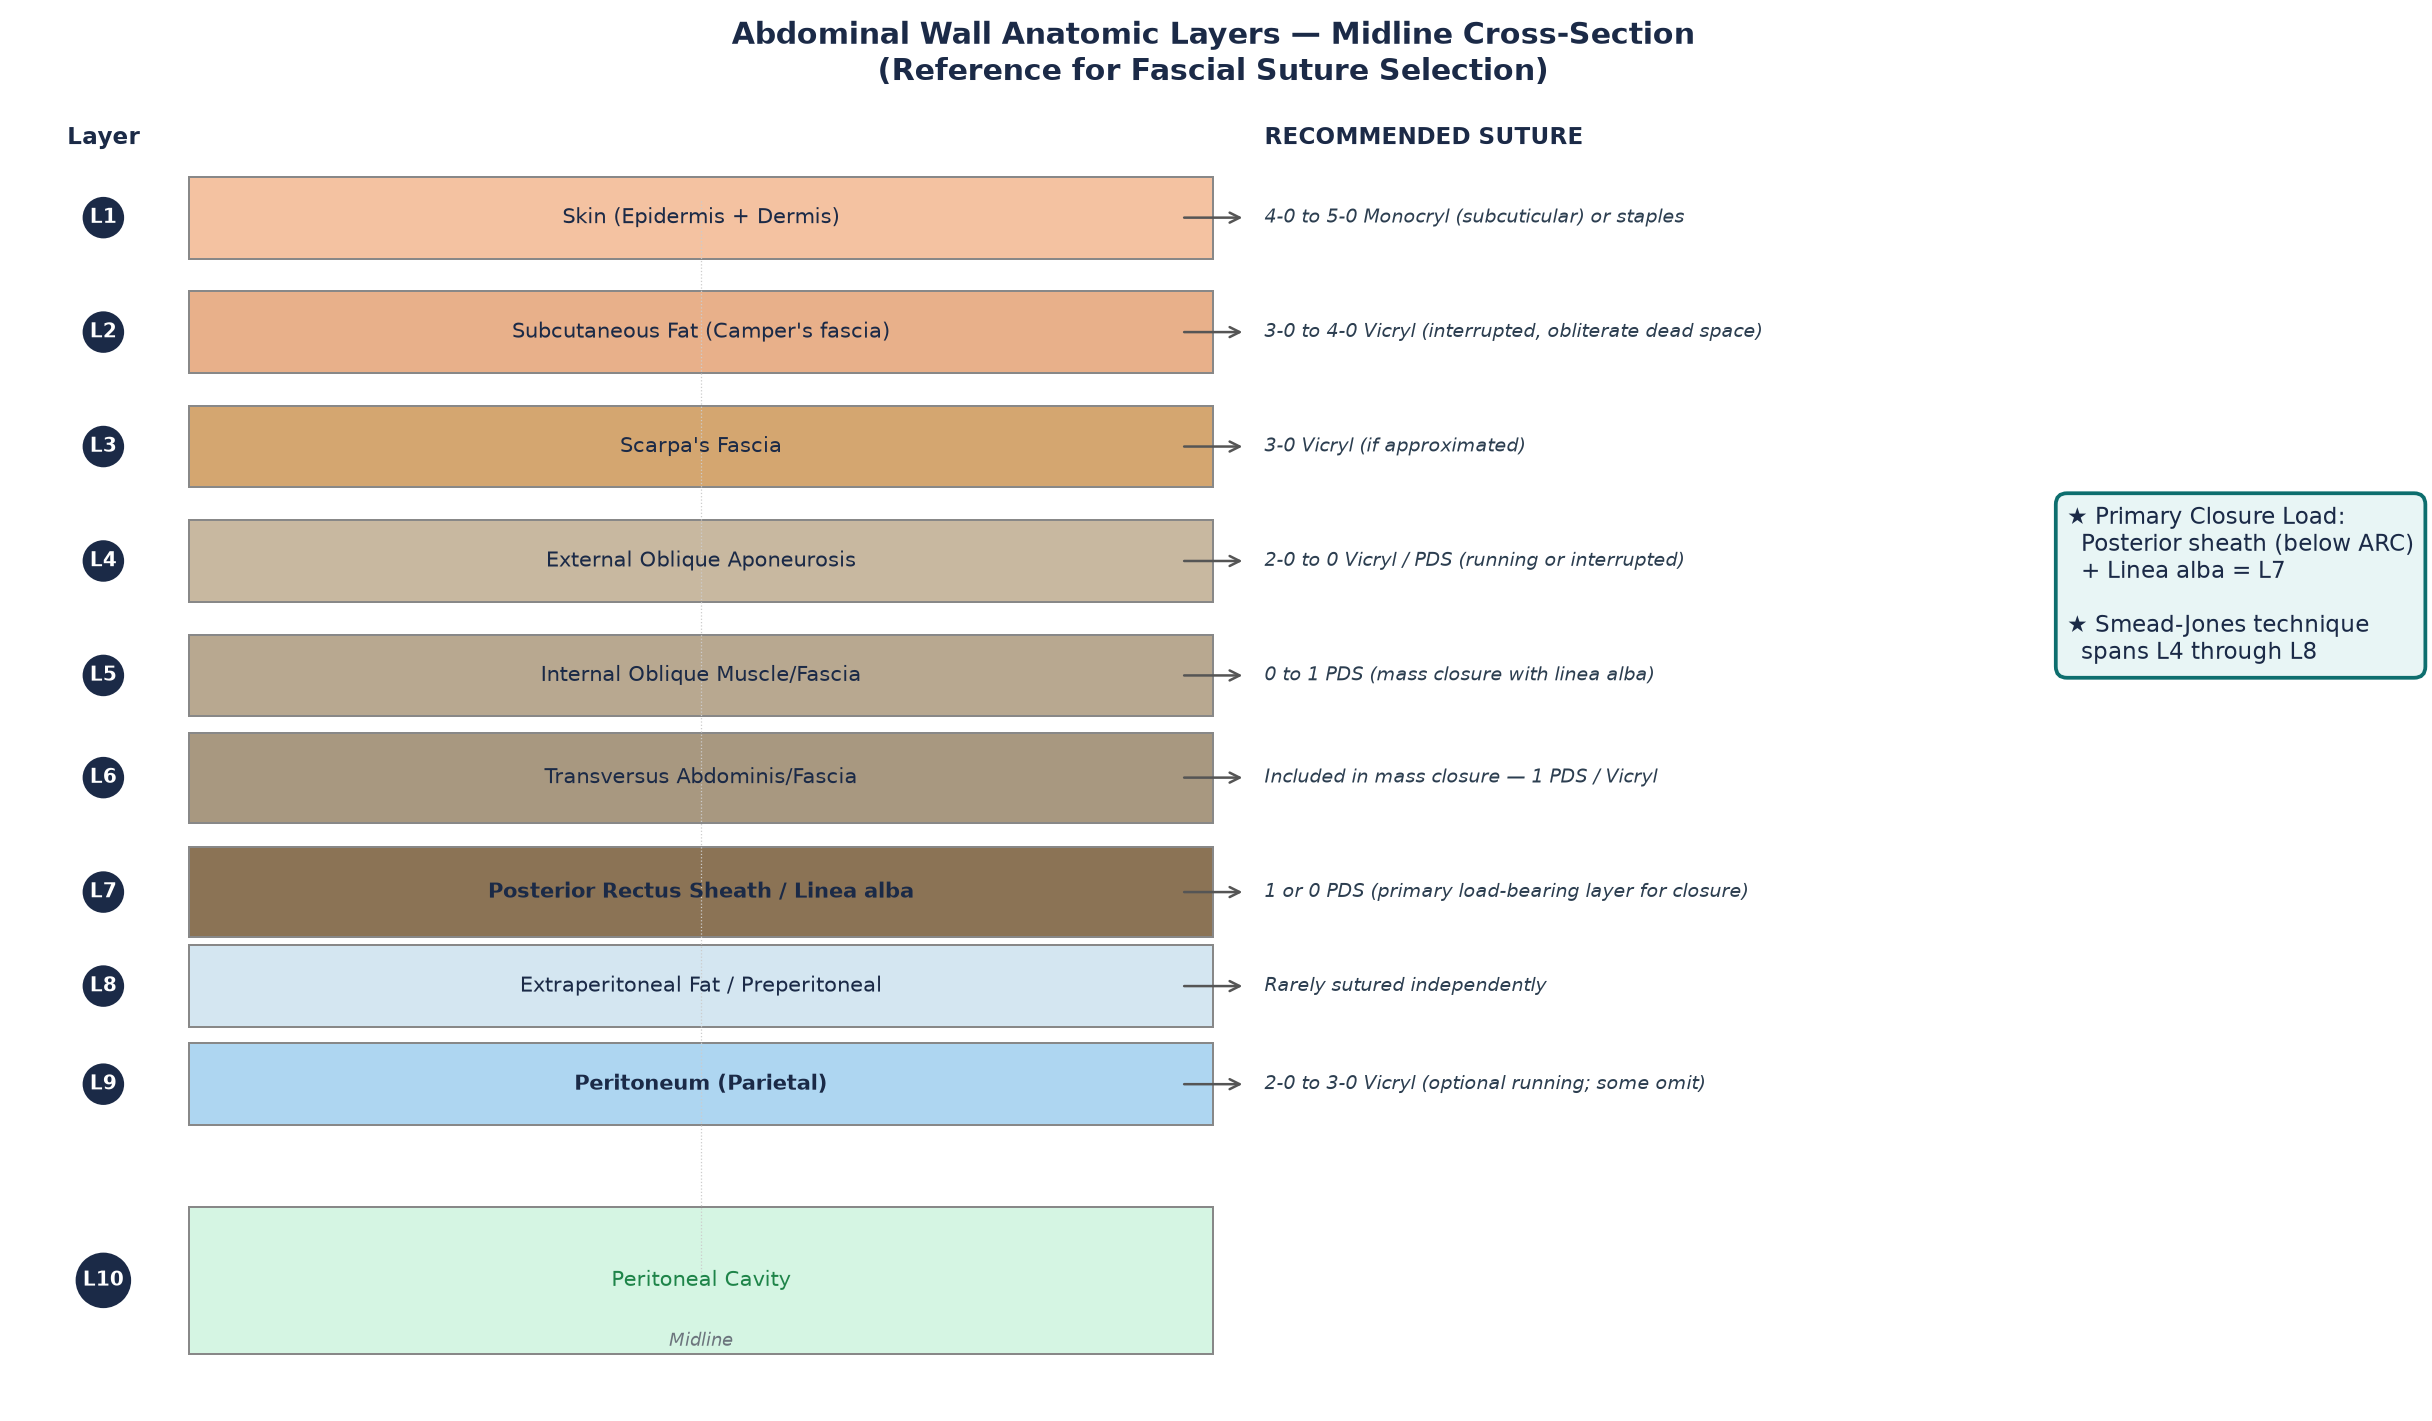 Abdominal Wall Anatomic Layers — Midline Cross-Section
(Reference for Fascial Suture Selection)
Layer
RECOMMENDED SUTURE
L1
Skin (Epidermis + Dermis)
4-0 to 5-0 Monocryl (subcuticular) or staples
L2
Subcutaneous Fat (Camper's fascia)
3-0 to 4-0 Vicryl (interrupted, obliterate dead space)
L3
Scarpa's Fascia
3-0 Vicryl (if approximated)
L4
External Oblique Aponeurosis
2-0 to 0 Vicryl / PDS (running or interrupted)
L5
Internal Oblique Muscle/Fascia
0 to 1 PDS (mass closure with linea alba)
L6
Transversus Abdominis/Fascia
Included in mass closure — 1 PDS / Vicryl
L7
Posterior Rectus Sheath / Linea alba
1 or 0 PDS (primary load-bearing layer for closure)
L8
Extraperitoneal Fat / Preperitoneal
Rarely sutured independently
L9
Peritoneum (Parietal)
2-0 to 3-0 Vicryl (optional running; some omit)
L10
Peritoneal Cavity
Midline
★ Primary Closure Load:
Posterior sheath (below ARC)
+ Linea alba = L7
★ Smead-Jones technique
spans L4 through L8